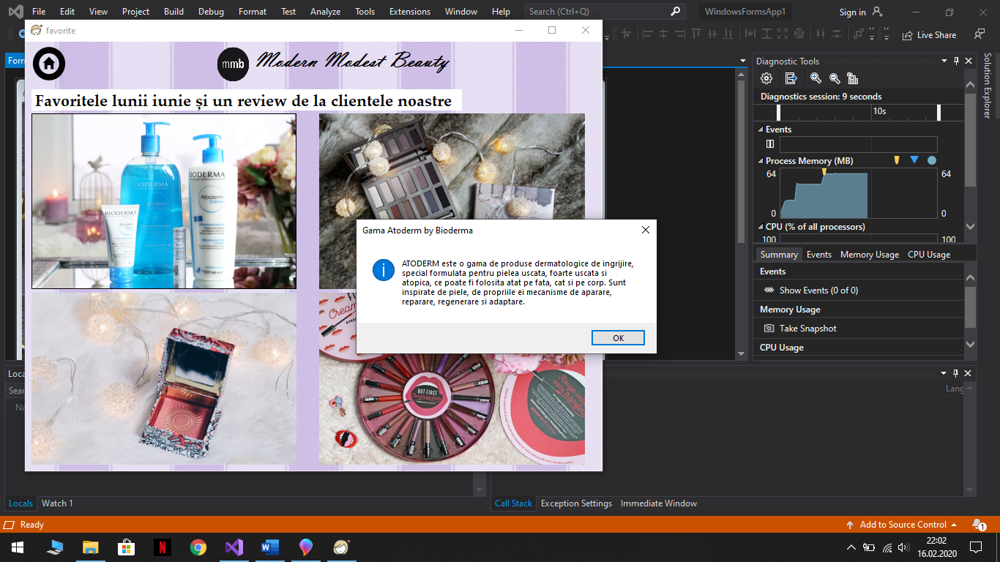 File Edit View Project Build Debug Format Test Analyze Tools Extensions Window Help Search (Ctrl+Q) WindowsFormsApp1 Sign in
favorite
Live Share
Form
mmb Modern Modest Beauty
Favoritele lunii iunie și un review de la clientele noastre
BIODERMA
Atoderm
BIODERMA
Atoderm
Crème
BIODERMA
Atoderm
Gama Atoderm by Bioderma
ATODERM este o gama de produse dermatologice de ingrijire,
special formulata pentru pielea uscata, foarte uscata si
atopica, ce poate fi folosita atat pe fata, cat si pe corp. Sunt
inspirate de piele, de propriile ei mecanisme de aparare,
reparare, regenerare si adaptare.
OK
Cream
BUT FIRST
Diagnostic Tools
Diagnostics session: 9 seconds
10s
Events
Process Memory (MB)
64 64
0 0
CPU (% of all processors)
100 100
Summary Events Memory Usage CPU Usage
Events
Show Events (0 of 0)
Memory Usage
Take Snapshot
CPU Usage
Solution Explorer
Loca
Sear
Na
Lang
Locals Watch 1
Call Stack Exception Settings Immediate Window
Ready
Add to Source Control
1
22:02
16.02.2020